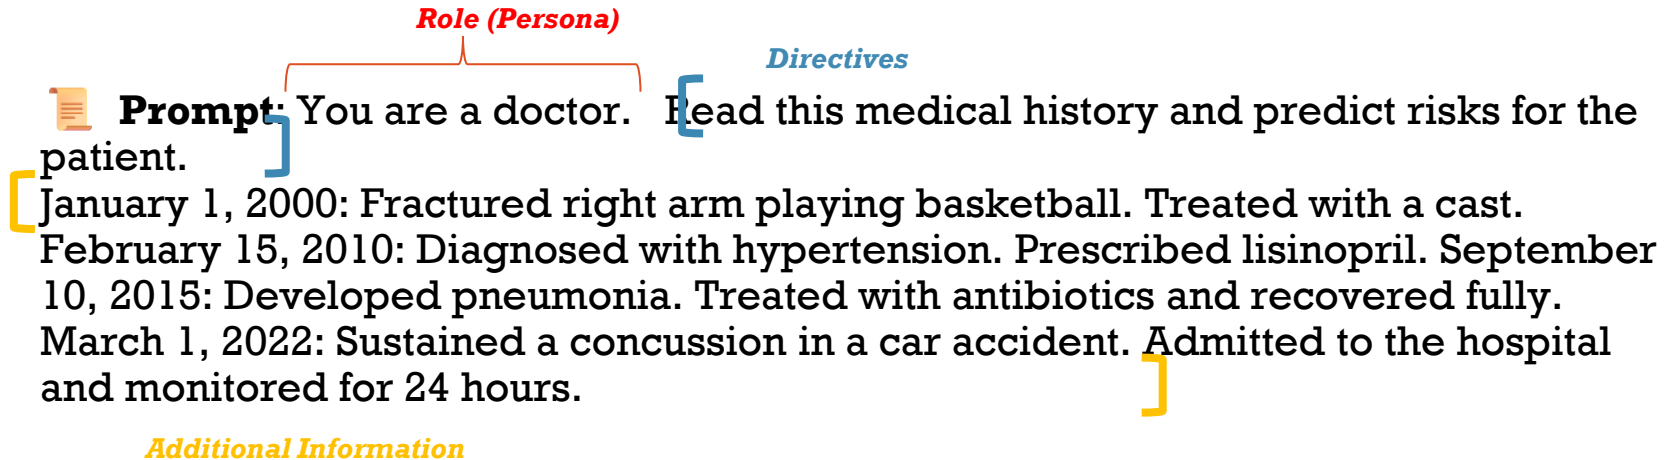 Role (Persona)
Directives
Prompt: You are a doctor. Read this medical history and predict risks for the
patient.
January 1, 2000: Fractured right arm playing basketball. Treated with a cast.
February 15, 2010: Diagnosed with hypertension. Prescribed lisinopril. September
10, 2015: Developed pneumonia. Treated with antibiotics and recovered fully.
March 1, 2022: Sustained a concussion in a car accident. Admitted to the hospital
and monitored for 24 hours.
Additional Information